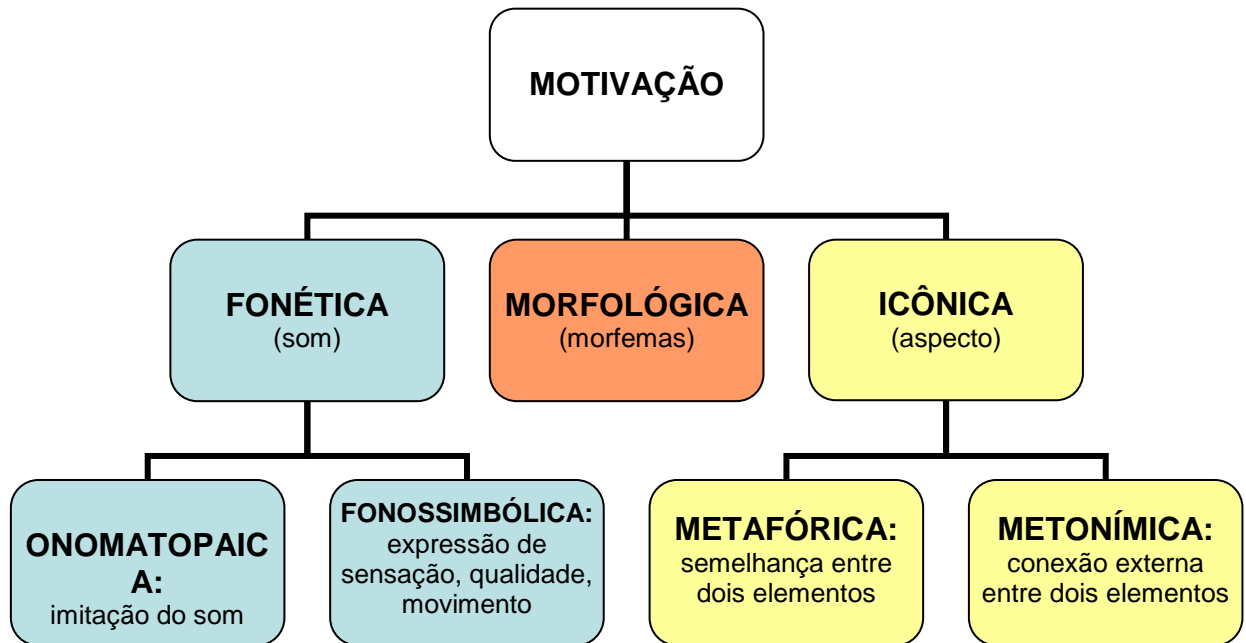 MOTIVAÇÃO
FONÉTICA
(som)
MORFOLÓGICA
(morfemas)
ICÔNICA
(aspecto)
ONOMATOPAIC
A:
imitação do som
FONOSSIMBÓLICA:
expressão de
sensação, qualidade,
movimento
METAFÓRICA:
semelhança entre
dois elementos
METONÍMICA:
conexão externa
entre dois elementos